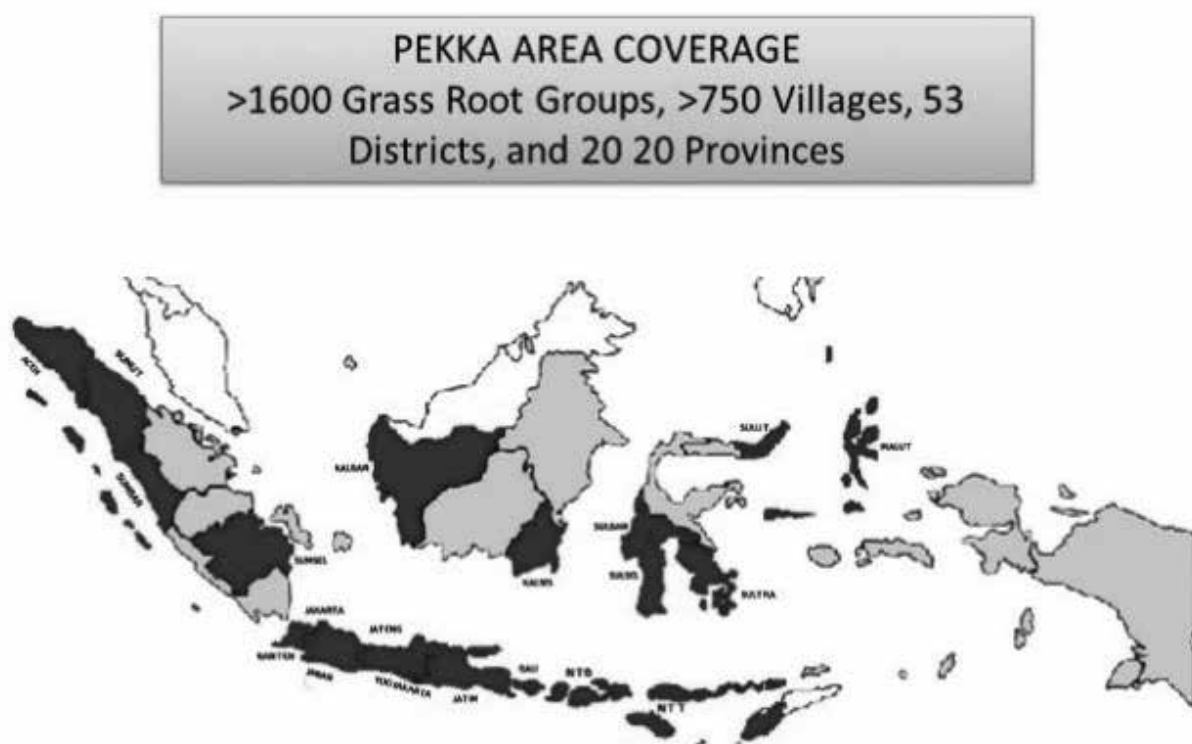 PEKKA AREA COVERAGE
>1600 Grass Root Groups, >750 Villages, 53
Districts, and 20 20 Provinces
SUMUT
ACEH
SULUT
MALUT
KALBAR
SUMBAR
SULBAR
SUMSEL
KALSEL
SULSEL
SULTRA
JAKARTA
JATENG
BANTEN
BALI
NTB
JABAR
YOGYAKARTA
JATIM
NTT